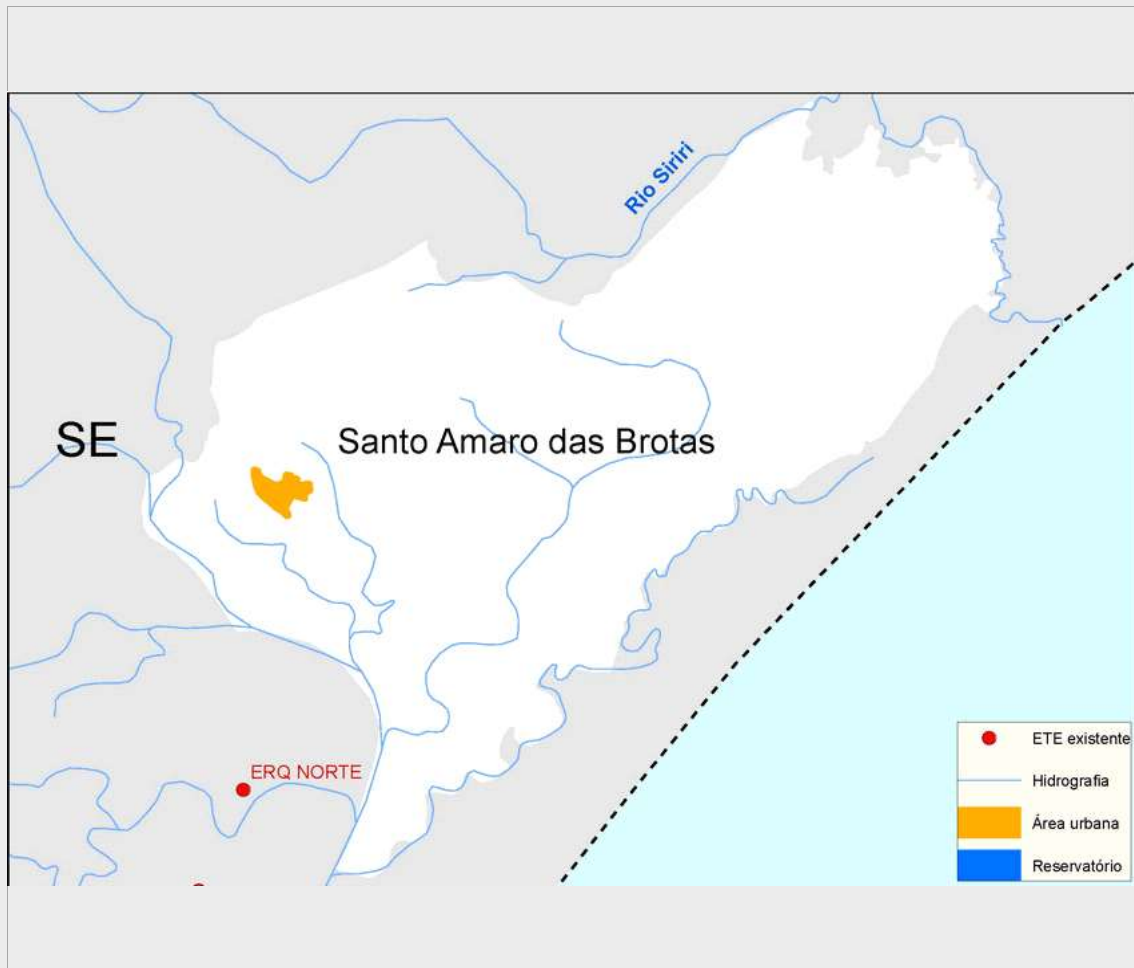 Rio Siriri
SE
Santo Amaro das Brotas
ERQ NORTE
ETE existente
Hidrografia
Área urbana
Reservatório